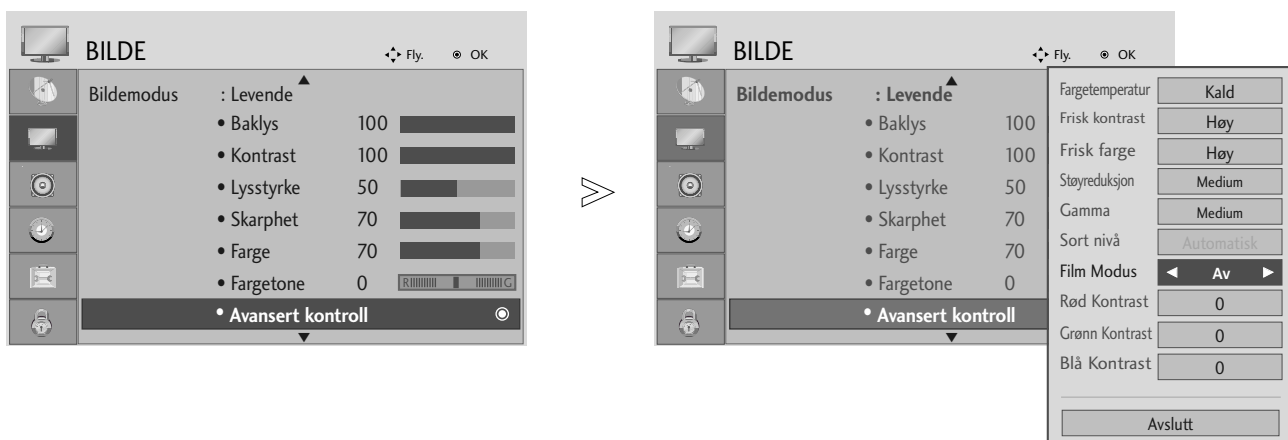 BILDE
Fly. OK
Bildemodus : Levende
• Baklys 100
• Kontrast 100
• Lysstyrke 50
• Skarphet 70
• Farge 70
• Fargetone 0 R G
• Avansert kontroll
BILDE
Fly. OK
Bildemodus : Levende
• Baklys 100
• Kontrast 100
• Lysstyrke 50
• Skarphet 70
• Farge 70
• Fargetone 0
• Avansert kontroll
Fargetemperatur Kald
Frisk kontrast Høy
Frisk farge Høy
Støyreduksjon Medium
Gamma Medium
Sort nivå Automatisk
Film Modus ◄ Av ►
Rød Kontrast 0
Grønn Kontrast 0
Blå Kontrast 0
Avslutt